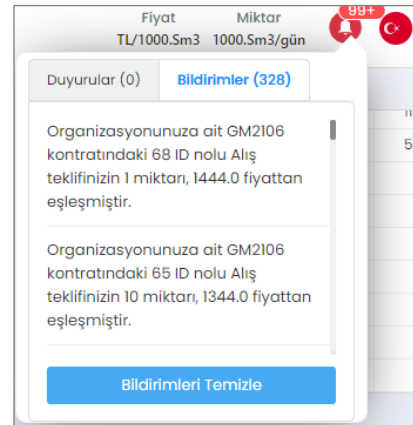 Fiyat Miktar
TL/1000.Sm3 1000.Sm3/gün
99+
Duyurular (0) Bildirimler (328)
Organizasyonunuza ait GM2106
kontratındaki 68 ID nolu Alış
teklifinizin 1 miktarı, 1444.0 fiyattan
eşleşmiştir.
Organizasyonunuza ait GM2106
kontratındaki 65 ID nolu Alış
teklifinizin 10 miktarı, 1344.0 fiyattan
eşleşmiştir.
Bildirimleri Temizle
5